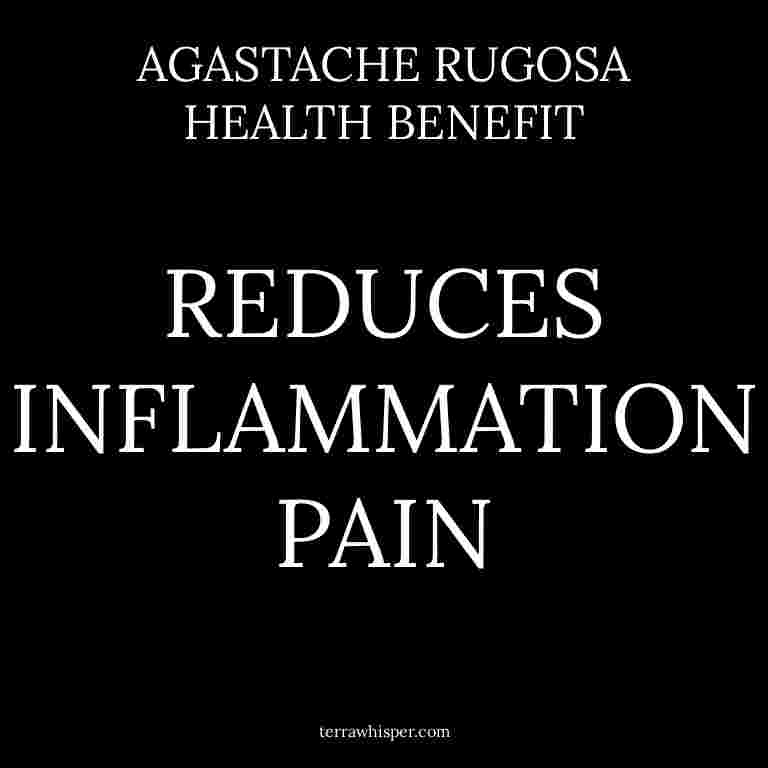 AGASTACHE RUGOSA
HEALTH BENEFIT
REDUCES
INFLAMMATION
PAIN
terrawhisper.com